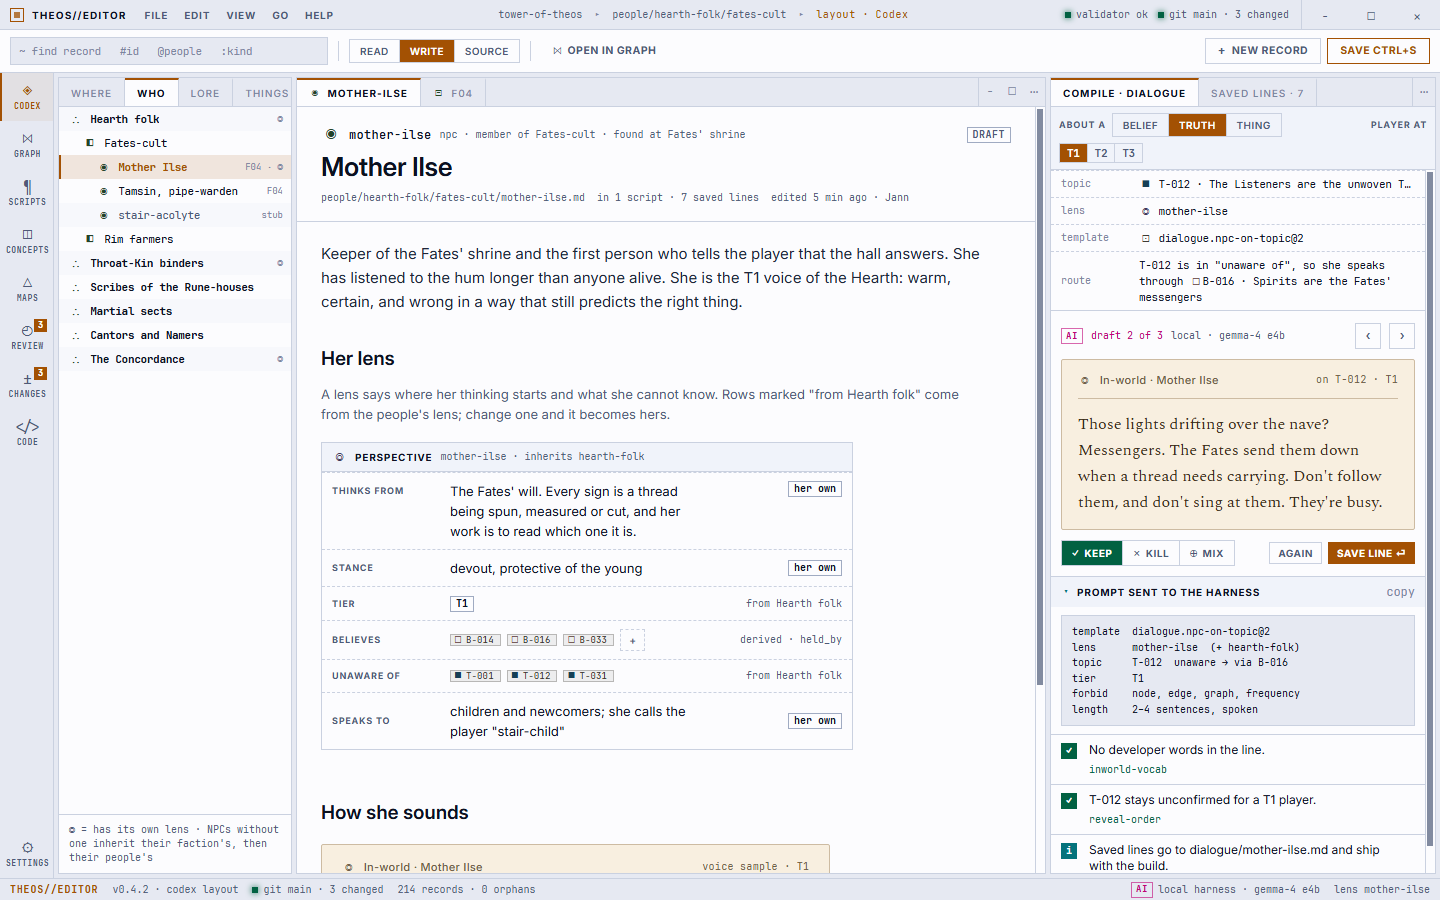 THEOS//EDITOR FILE EDIT VIEW GO HELP
tower-of-theos ▸ people/hearth-folk/fates-cult ▸ layout · Codex
validator ok git main · 3 changed
~ find record #id @people :kind
READ WRITE SOURCE
OPEN IN GRAPH
+ NEW RECORD SAVE CTRL+S
CODEX
GRAPH
SCRIPTS
CONCEPTS
MAPS
3
REVIEW
3
CHANGES
CODE
SETTINGS
WHERE WHO LORE THINGS
Hearth folk
Fates-cult
Mother Ilse F04 ·
Tamsin, pipe-warden F04
stair-acolyte stub
Rim farmers
Throat-Kin binders
Scribes of the Rune-houses
Martial sects
Cantors and Namers
The Concordance
= has its own lens · NPCs without
one inherit their faction's, then
their people's
MOTHER-ILSE F04
mother-ilse npc · member of Fates-cult · found at Fates' shrine DRAFT
Mother Ilse
people/hearth-folk/fates-cult/mother-ilse.md in 1 script · 7 saved lines edited 5 min ago · Jann
Keeper of the Fates' shrine and the first person who tells the player that the hall answers. She
has listened to the hum longer than anyone alive. She is the T1 voice of the Hearth: warm,
certain, and wrong in a way that still predicts the right thing.
Her lens
A lens says where her thinking starts and what she cannot know. Rows marked "from Hearth folk" come
from the people's lens; change one and it becomes hers.
PERSPECTIVE mother-ilse · inherits hearth-folk
THINKS FROM The Fates' will. Every sign is a thread her own
being spun, measured or cut, and her
work is to read which one it is.
STANCE devout, protective of the young her own
TIER T1 from Hearth folk
BELIEVES B-014 B-016 B-033 + derived · held_by
UNAWARE OF T-001 T-012 T-031 from Hearth folk
SPEAKS TO children and newcomers; she calls the her own
player "stair-child"
How she sounds
In-world · Mother Ilse voice sample · T1
COMPILE · DIALOGUE SAVED LINES · 7
ABOUT A BELIEF TRUTH THING PLAYER AT
T1 T2 T3
topic T-012 · The Listeners are the unwoven T…
lens mother-ilse
template dialogue.npc-on-topic@2
route T-012 is in "unaware of", so she speaks
through B-016 · Spirits are the Fates'
messengers
AI draft 2 of 3 local · gemma-4 e4b ‹ ›
In-world · Mother Ilse on T-012 · T1
Those lights drifting over the nave?
Messengers. The Fates send them down
when a thread needs carrying. Don't follow
them, and don't sing at them. They're busy.
✓ KEEP × KILL ⊕ MIX AGAIN SAVE LINE ⏎
PROMPT SENT TO THE HARNESS copy
template dialogue.npc-on-topic@2
lens mother-ilse (+ hearth-folk)
topic T-012 unaware → via B-016
tier T1
forbid node, edge, graph, frequency
length 2–4 sentences, spoken
No developer words in the line.
inworld-vocab
T-012 stays unconfirmed for a T1 player.
reveal-order
i Saved lines go to dialogue/mother-ilse.md and ship
with the build.
THEOS//EDITOR v0.4.2 · codex layout git main · 3 changed 214 records · 0 orphans
AI local harness · gemma-4 e4b lens mother-ilse